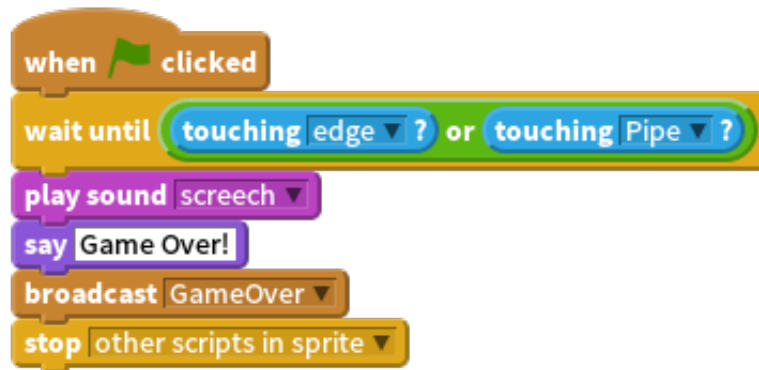 when clicked
wait until touching edge ? or touching Pipe ?
play sound screech
say Game Over!
broadcast GameOver
stop other scripts in sprite